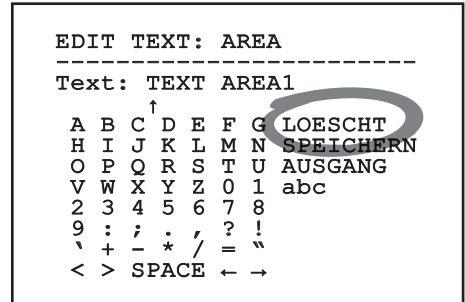 EDIT TEXT: AREA
------------------------
Text: TEXT AREA1
↑
A B C D E F G LOESCHT
H I J K L M N SPEICHERN
O P Q R S T U AUSGANG
V W X Y Z 0 1 abc
2 3 4 5 6 7 8
9 : ; . , ? !
‵ + - * / = ‶
< > SPACE ← →